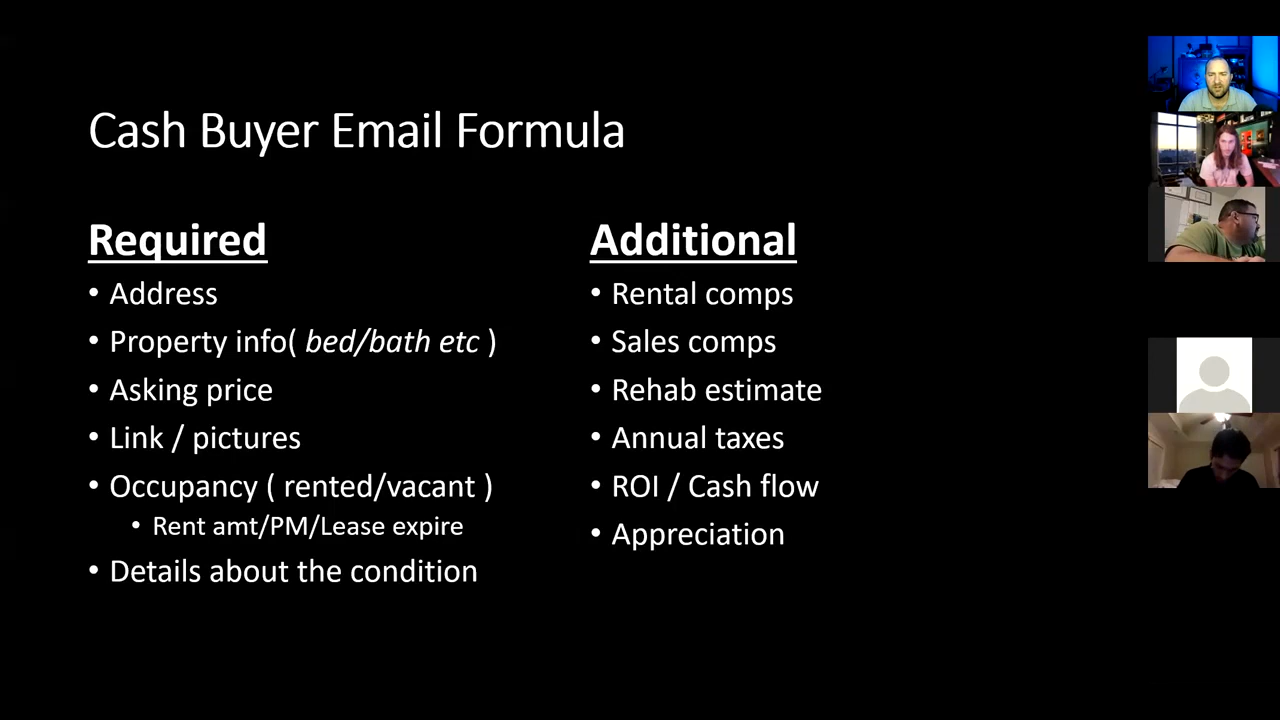 Cash Buyer Email Formula
Required
• Address
• Property info( bed/bath etc )
• Asking price
• Link / pictures
• Occupancy ( rented/vacant )
• Rent amt/PM/Lease expire
• Details about the condition
Additional
• Rental comps
• Sales comps
• Rehab estimate
• Annual taxes
• ROI / Cash flow
• Appreciation